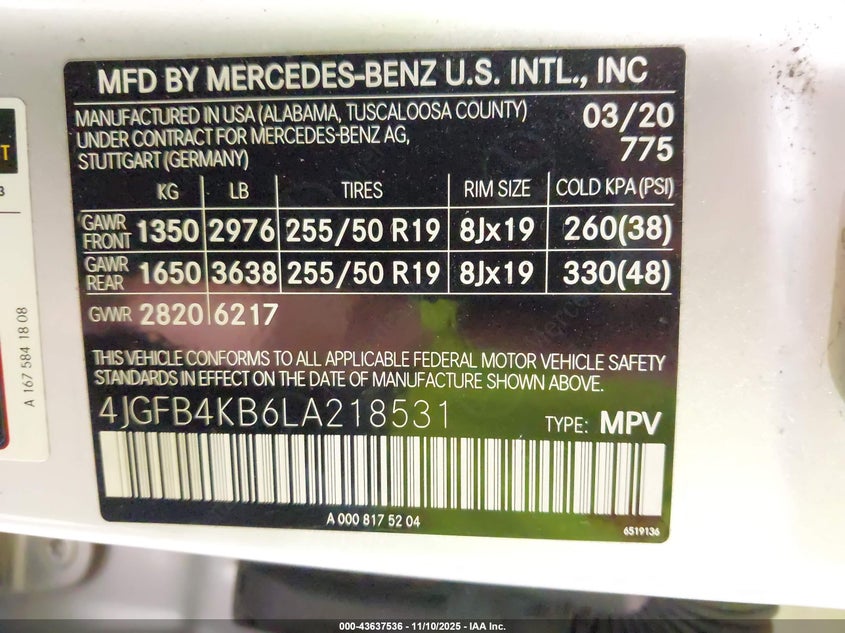 MFD BY MERCEDES-BENZ U.S. INTL., INC
MANUFACTURED IN USA (ALABAMA, TUSCALOOSA COUNTY) 03/20
UNDER CONTRACT FOR MERCEDES-BENZ AG, 775
STUTTGART (GERMANY)
KG LB TIRES RIM SIZE COLD KPA (PSI)
GAWR FRONT 1350 2976 255/50 R19 8Jx19 260(38)
GAWR REAR 1650 3638 255/50 R19 8Jx19 330(48)
GVWR 2820 6217
THIS VEHICLE CONFORMS TO ALL APPLICABLE FEDERAL MOTOR VEHICLE SAFETY
STANDARDS IN EFFECT ON THE DATE OF MANUFACTURE SHOWN ABOVE.
4JGFB4KB6LA218531 TYPE: MPV
A 000 817 52 04
6519136
A 167 584 18 08
000-43637536 - 11/10/2025 - IAA Inc.